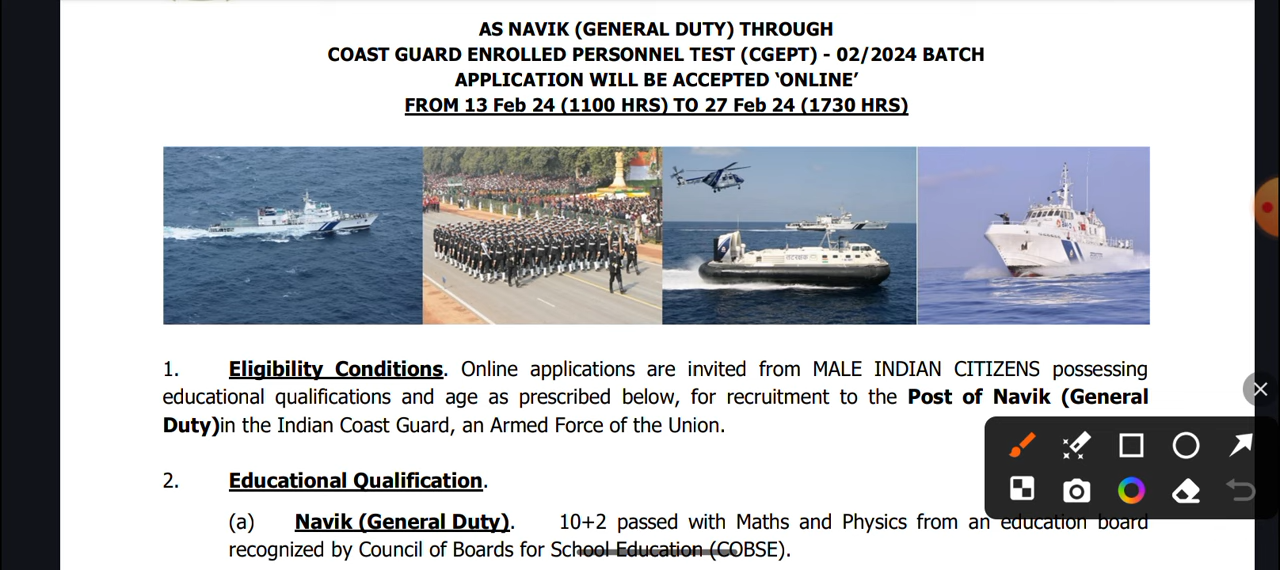 AS NAVIK (GENERAL DUTY) THROUGH
COAST GUARD ENROLLED PERSONNEL TEST (CGEPT) - 02/2024 BATCH
APPLICATION WILL BE ACCEPTED ‘ONLINE’
FROM 13 Feb 24 (1100 HRS) TO 27 Feb 24 (1730 HRS)
1. Eligibility Conditions. Online applications are invited from MALE INDIAN CITIZENS possessing
educational qualifications and age as prescribed below, for recruitment to the Post of Navik (General
Duty)in the Indian Coast Guard, an Armed Force of the Union.
2. Educational Qualification.
(a) Navik (General Duty). 10+2 passed with Maths and Physics from an education board
recognized by Council of Boards for School Education (COBSE).